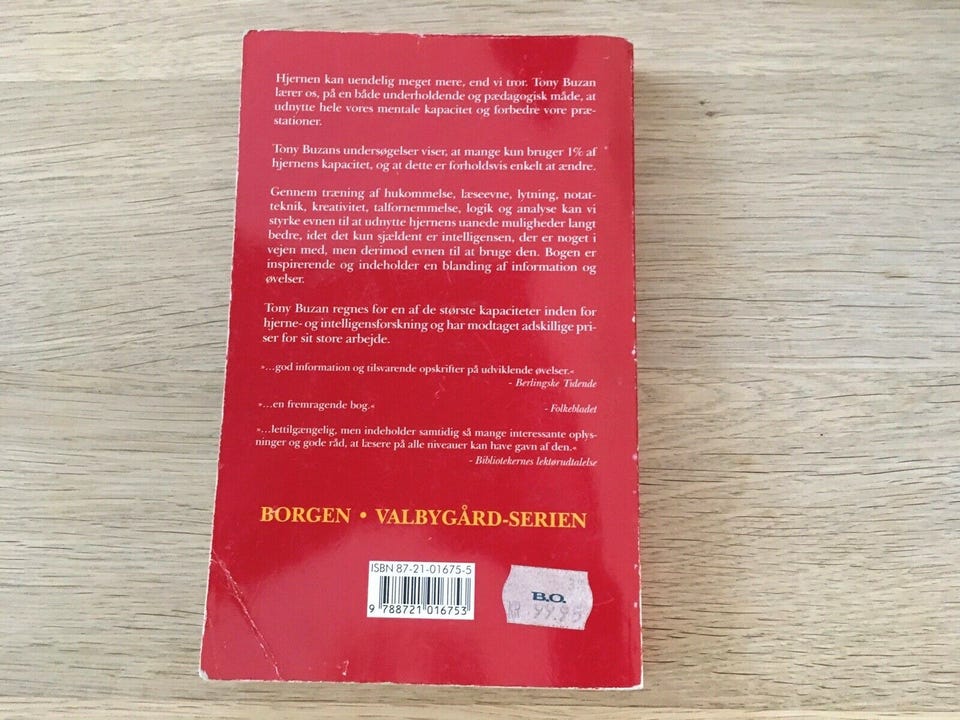 Hjernen kan uendelig meget mere, end vi tror. Tony Buzan
lærer os, på en både underholdende og pædagogisk måde, at
udnytte hele vores mentale kapacitet og forbedre vore præ-
stationer.
Tony Buzans undersøgelser viser, at mange kun bruger 1% af
hjernens kapacitet, og at dette er forholdsvis enkelt at ændre.
Gennem træning af hukommelse, læseevne, lytning, notat-
teknik, kreativitet, talfornemmelse, logik og analyse kan vi
styrke evnen til at udnytte hjernens uanede muligheder langt
bedre, idet det kun sjældent er intelligensen, der er noget i
vejen med, men derimod evnen til at bruge den. Bogen er
inspirerende og indeholder en blanding af information og
øvelser.
Tony Buzan regnes for en af de største kapaciteter inden for
hjerne- og intelligensforskning og har modtaget adskillige pri-
ser for sit store arbejde.
»...god information og tilsvarende opskrifter på udviklende øvelser.«
- Berlingske Tidende
»...en fremragende bog.« - Folkebladet
»...lettilgængelig, men indeholder samtidig så mange interessante oplys-
ninger og gode råd, at læsere på alle niveauer kan have gavn af den.«
- Bibliotekernes lektørudtalelse
BORGEN • VALBYGÅRD-SERIEN
ISBN 87-21-01675-5
9 788721 016753
B.O.
KR 99.95